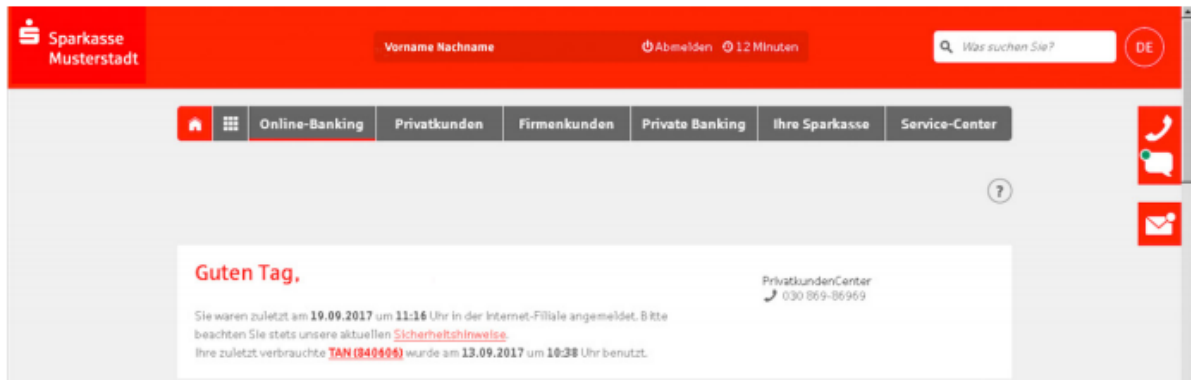 Sparkasse
Musterstadt
Vorname Nachname
Abmelden 12 Minuten
Was suchen Sie?
DE
Online-Banking Privatkunden Firmenkunden Private Banking Ihre Sparkasse Service-Center
?
Guten Tag,
PrivatkundenCenter
030 869-86969
Sie waren zuletzt am 19.09.2017 um 11:16 Uhr in der Internet-Filiale angemeldet. Bitte
beachten Sie stets unsere aktuellen Sicherheitshinweise.
Ihre zuletzt verbrauchte TAN (840606) wurde am 13.09.2017 um 10:38 Uhr benutzt.